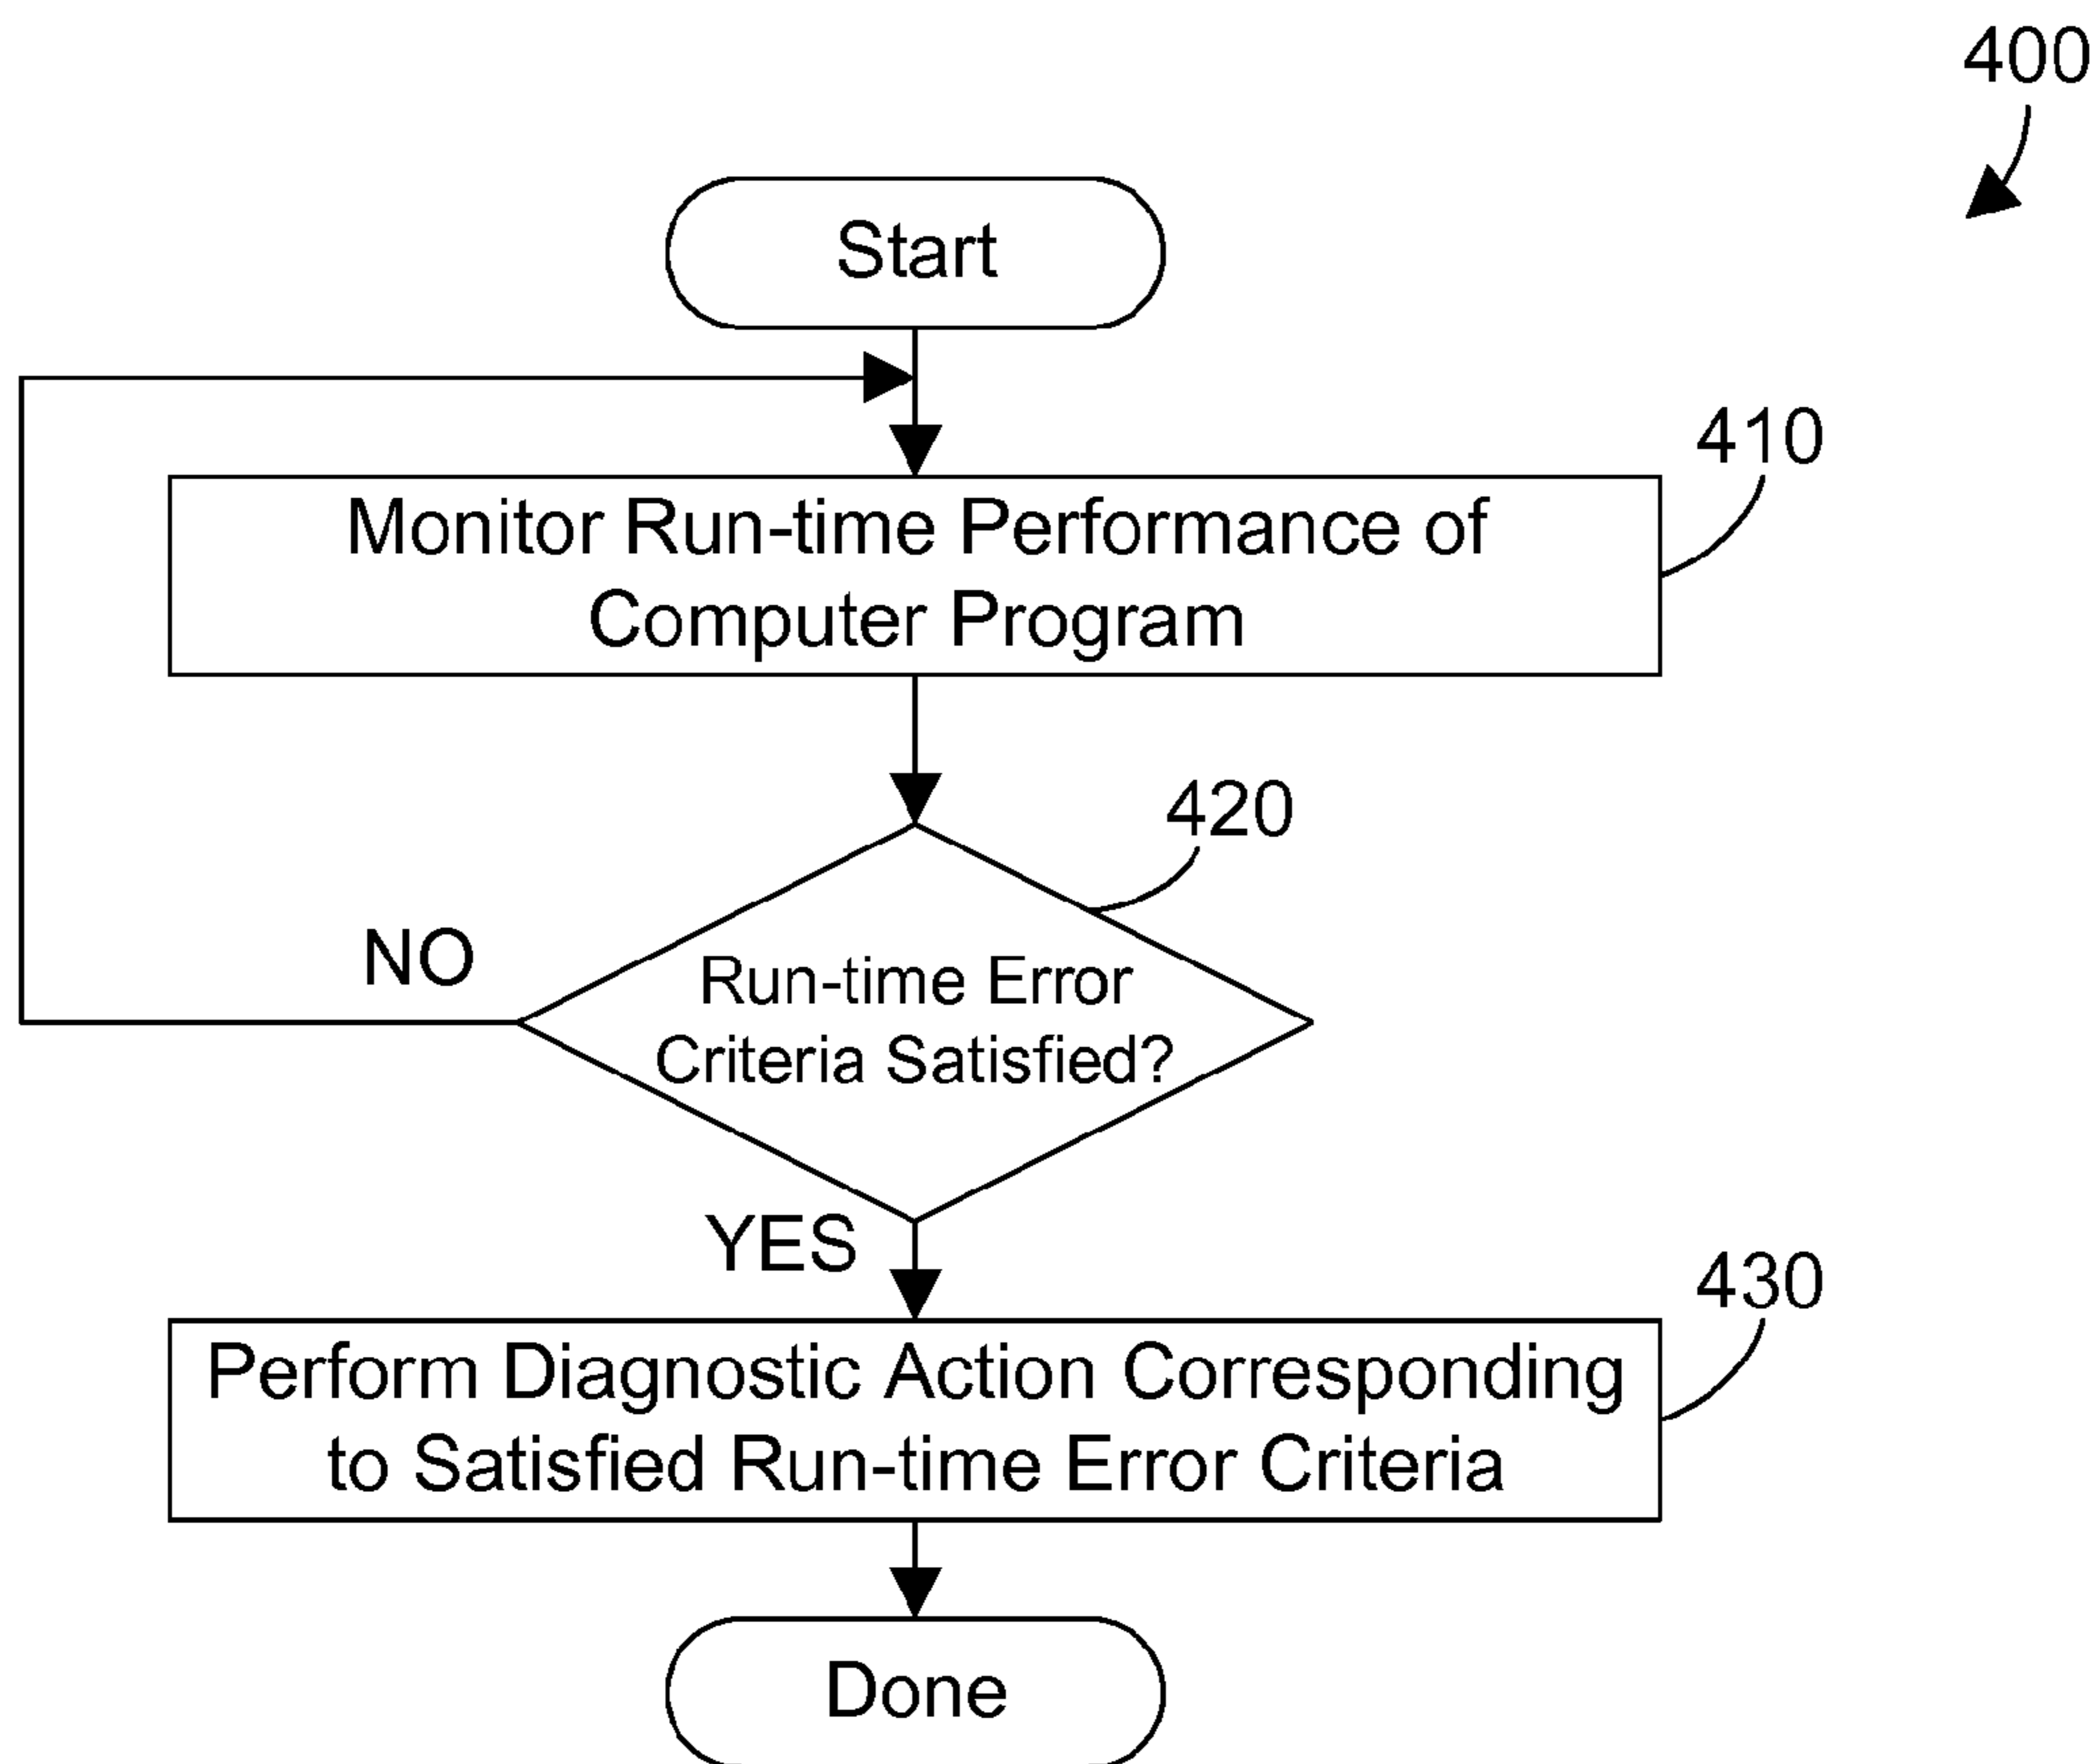 400
Start
410
Monitor Run-time Performance of
Computer Program
420
NO
Run-time Error
Criteria Satisfied?
YES
430
Perform Diagnostic Action Corresponding
to Satisfied Run-time Error Criteria
Done